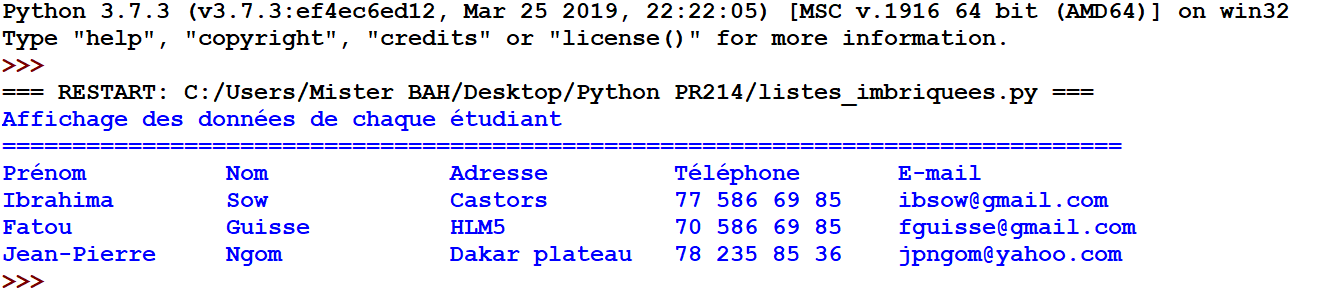 Python 3.7.3 (v3.7.3:ef4ec6ed12, Mar 25 2019, 22:22:05) [MSC v.1916 64 bit (AMD64)] on win32
Type "help", "copyright", "credits" or "license()" for more information.
>>>
=== RESTART: C:/Users/Mister BAH/Desktop/Python PR214/listes_imbriquees.py ===
Affichage des données de chaque étudiant
================================================================================
Prénom          Nom             Adresse         Téléphone       E-mail
Ibrahima        Sow             Castors         77 586 69 85    ibsow@gmail.com
Fatou           Guisse          HLM5            70 586 69 85    fguisse@gmail.com
Jean-Pierre     Ngom            Dakar plateau   78 235 85 36    jpngom@yahoo.com
>>>